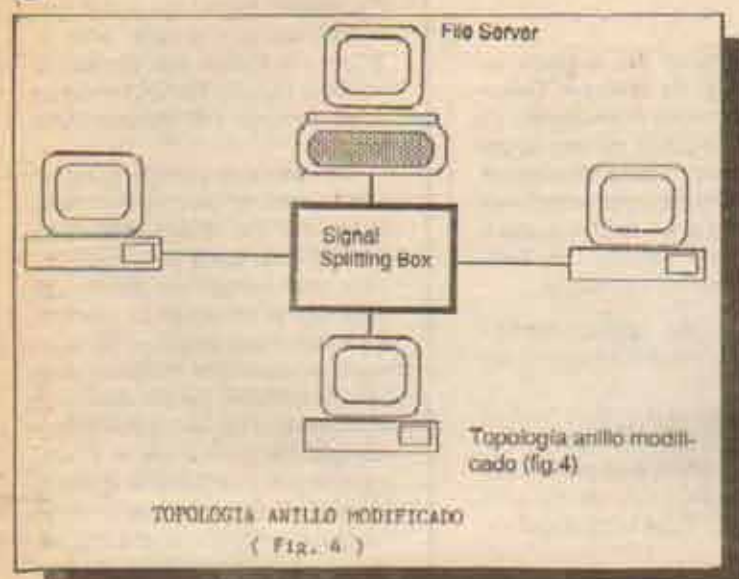 File Server
Signal
Splitting Box
Topología anillo modifi-
cado (fig.4)
TOPOLOGIA ANILLO MODIFICADO
( Fig. 4 )